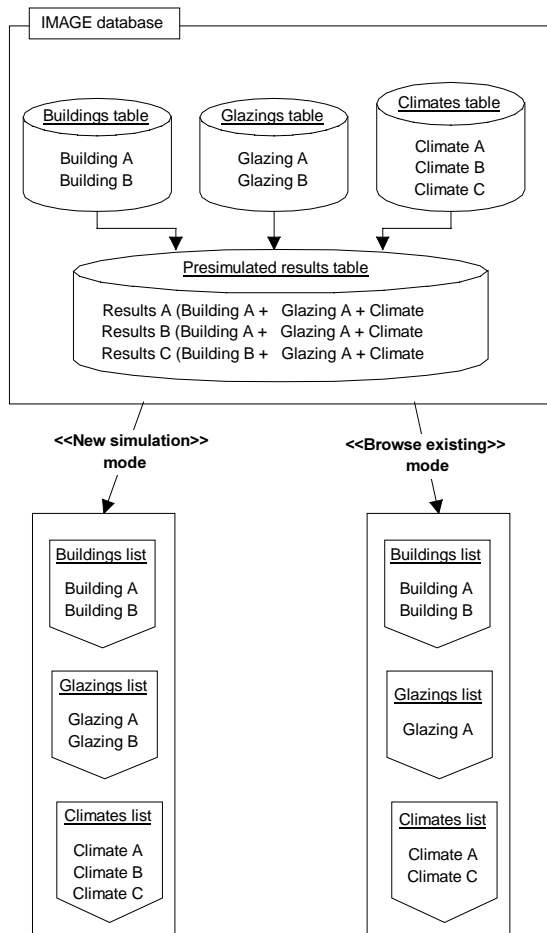 IMAGE database
Buildings table
Building A
Building B
Glazings table
Glazing A
Glazing B
Climates table
Climate A
Climate B
Climate C
Presimulated results table
Results A (Building A + Glazing A + Climate
Results B (Building A + Glazing A + Climate
Results C (Building B + Glazing A + Climate
<<New simulation>>
mode
<<Browse existing>>
mode
Buildings list
Building A
Building B
Glazings list
Glazing A
Glazing B
Climates list
Climate A
Climate B
Climate C
Buildings list
Building A
Building B
Glazings list
Glazing A
Climates list
Climate A
Climate C